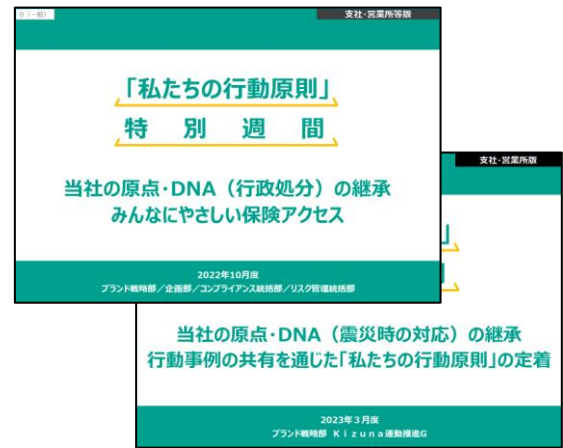 B（一般）
支社・営業所等版
「私たちの行動原則」
特 別 週 間
当社の原点・DNA（行政処分）の継承
みんなにやさしい保険アクセス
2022年10月度
ブランド戦略部／企画部／コンプライアンス統括部／リスク管理統括部
支社・営業所版
」
当社の原点・DNA（震災時の対応）の継承
行動事例の共有を通じた「私たちの行動原則」の定着
2023年3月度
ブランド戦略部 Ｋｉｚｕｎａ運動推進G